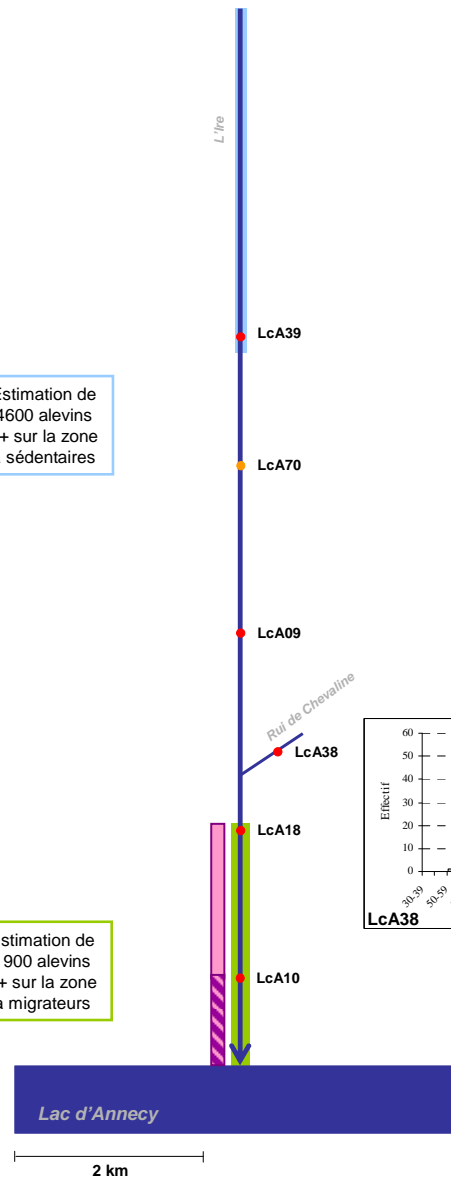 L'Ire
LcA39
Estimation de
4600 alevins
+ sur la zone
sédentaires
LcA70
LcA09
Rui de Chevaline
LcA38
60
50
40
30
20
10
0
Effectif
30-39
50-59
LcA38
LcA18
stimation de
900 alevins
+ sur la zone
migrateurs
LcA10
Lac d'Annecy
2 km